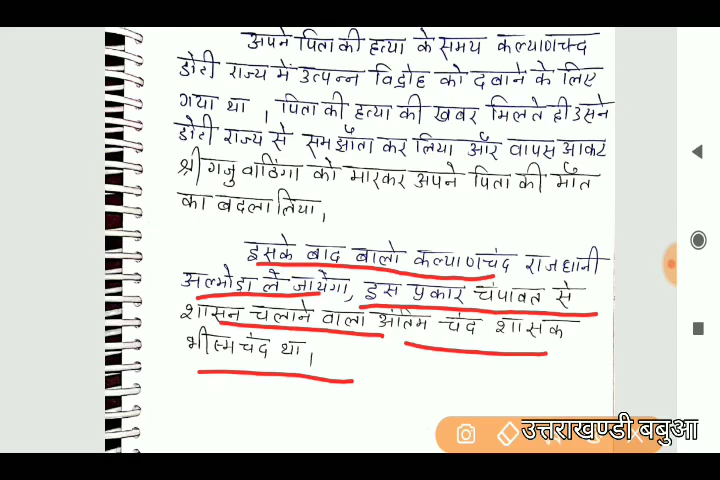 अपने पिता की हत्या के समय कल्याणचन्द
डोटी राज्य में उत्पन्न विद्रोह को दबाने के लिए
गया था । पिता की हत्या की खबर मिलते ही उसने
डोटी राज्य से समझौता कर लिया और वापस आकर
श्री गजुवाठिंगा को मारकर अपने पिता की मौत
का बदला लिया,
इसके बाद बालो कल्याणचंद राजधानी
अल्मोडा ले जायेगा, इस प्रकार चंपावत से
शासन चलाने वाला अंतिम चंद शासक
भीष्मचंद था ।
उत्तराखण्डी बबुआ